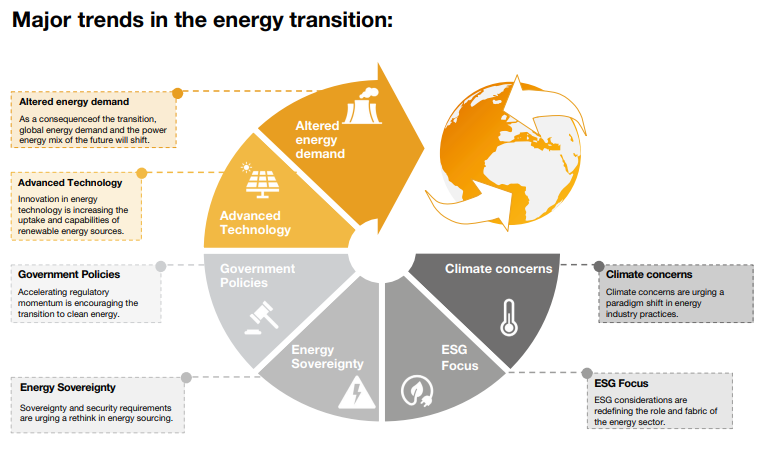 Major trends in the energy transition:
Altered energy demand
As a consequenceof the transition,
global energy demand and the power
energy mix of the future will shift.
Advanced Technology
Innovation in energy
technology is increasing the
uptake and capabilities of
renewable energy sources.
Government Policies
Accelerating regulatory
momentum is encouraging the
transition to clean energy.
Energy Sovereignty
Sovereignty and security requirements
are urging a rethink in energy sourcing.
Altered
energy
demand
Advanced
Technology
Government
Policies
Energy
Sovereignty
ESG
Focus
Climate concerns
Climate concerns
Climate concerns are urging a
paradigm shift in energy
industry practices.
ESG Focus
ESG considerations are
redefining the role and fabric of
the energy sector.